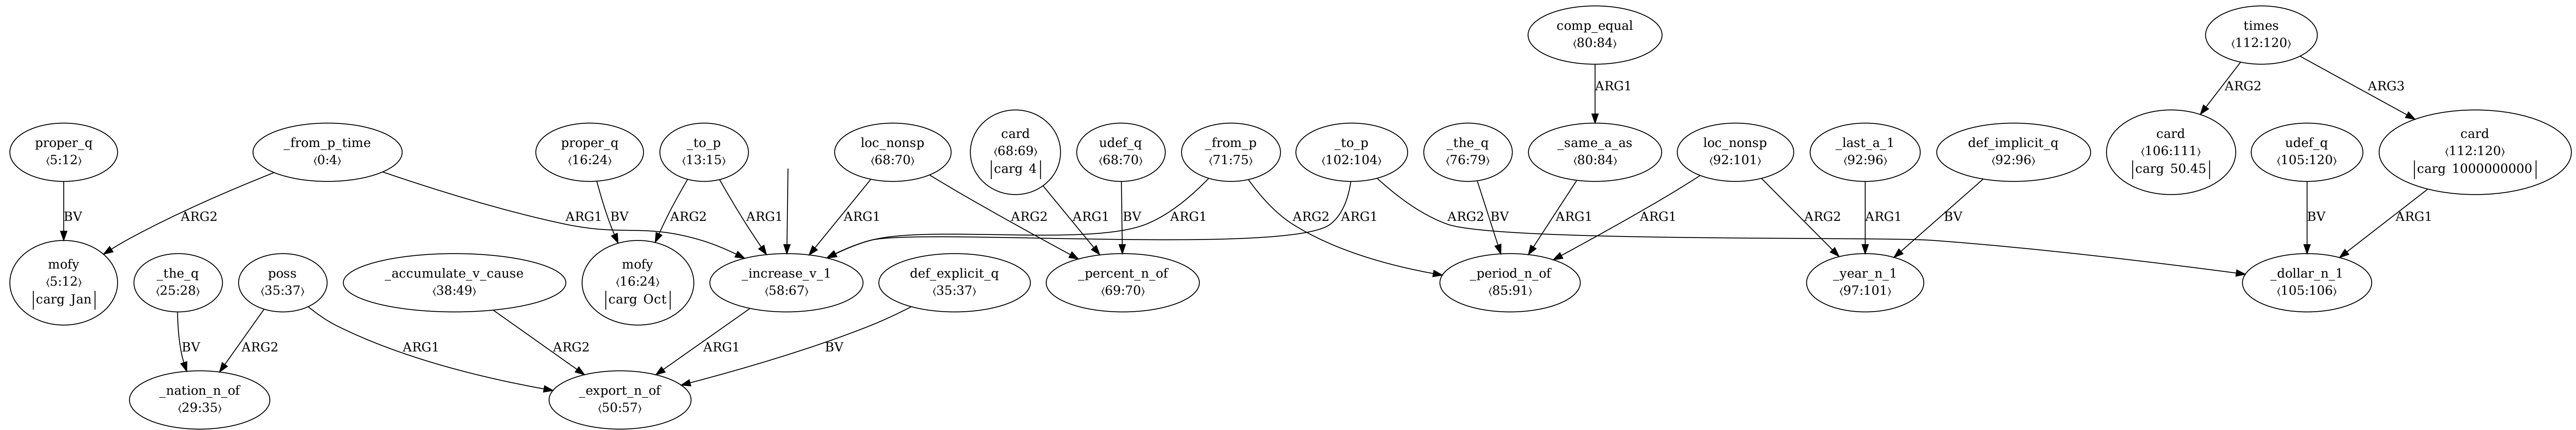 comp_equal
⟨80:84⟩
times
⟨112:120⟩
ARG1
ARG2
ARG3
proper_q
⟨5:12⟩
_from_p_time
⟨0:4⟩
proper_q
⟨16:24⟩
_to_p
⟨13:15⟩
loc_nonsp
⟨68:70⟩
card
⟨68:69⟩
|carg 4|
udef_q
⟨68:70⟩
_from_p
⟨71:75⟩
_to_p
⟨102:104⟩
_the_q
⟨76:79⟩
_same_a_as
⟨80:84⟩
loc_nonsp
⟨92:101⟩
_last_a_1
⟨92:96⟩
def_implicit_q
⟨92:96⟩
card
⟨106:111⟩
|carg 50.45|
udef_q
⟨105:120⟩
card
⟨112:120⟩
|carg 1000000000|
BV
ARG2
ARG1
BV
ARG2
ARG1
ARG1
ARG2
ARG1
BV
ARG1
ARG2
ARG1
ARG2
BV
ARG1
ARG1
ARG2
ARG1
BV
BV
ARG1
mofy
⟨5:12⟩
|carg Jan|
_the_q
⟨25:28⟩
poss
⟨35:37⟩
_accumulate_v_cause
⟨38:49⟩
mofy
⟨16:24⟩
|carg Oct|
_increase_v_1
⟨58:67⟩
def_explicit_q
⟨35:37⟩
_percent_n_of
⟨69:70⟩
_period_n_of
⟨85:91⟩
_year_n_1
⟨97:101⟩
_dollar_n_1
⟨105:106⟩
BV
ARG2
ARG1
ARG2
ARG1
BV
_nation_n_of
⟨29:35⟩
_export_n_of
⟨50:57⟩